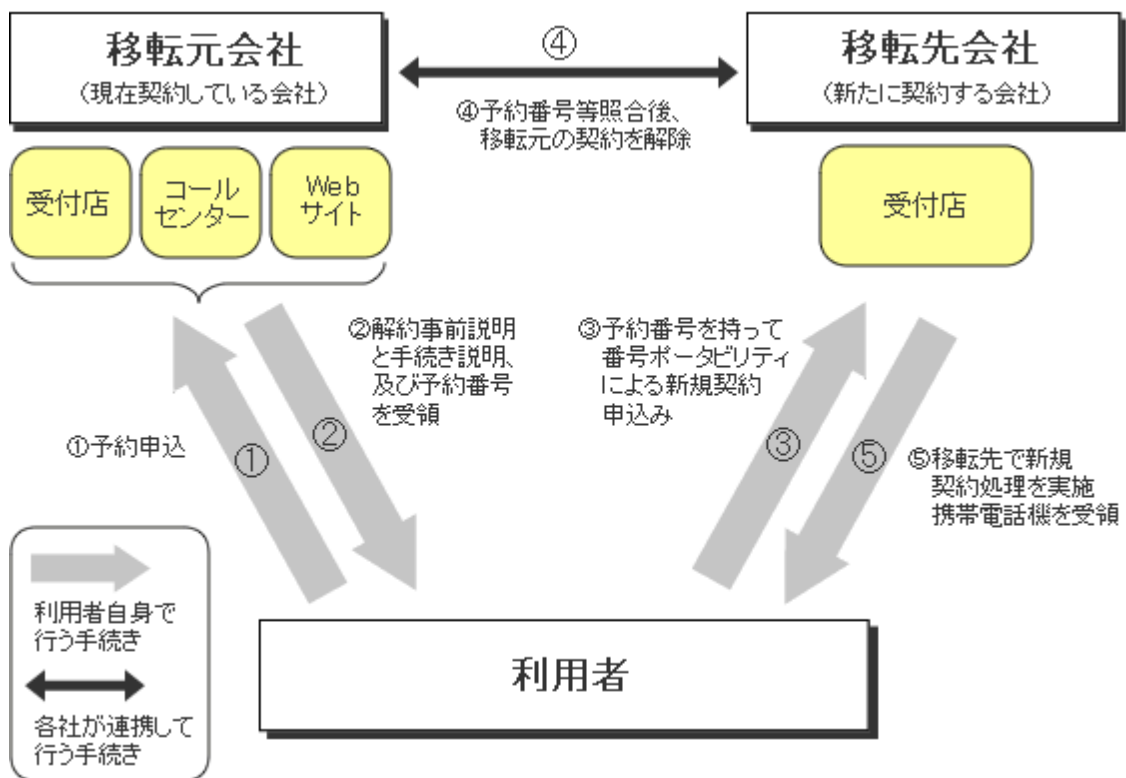 移転元会社
（現在契約している会社）
④
移転先会社
（新たに契約する会社）
④予約番号等照合後、
移転元の契約を解除
受付店
コール
センター
Web
サイト
受付店
②解約事前説明
と手続き説明、
及び予約番号
を受領
③予約番号を持って
番号ポータビリティ
による新規契約
申込み
①予約申込
①
②
③
⑤
⑤移転先で新規
契約処理を実施
携帯電話機を受領
利用者自身で
行う手続き
各社が連携して
行う手続き
利用者